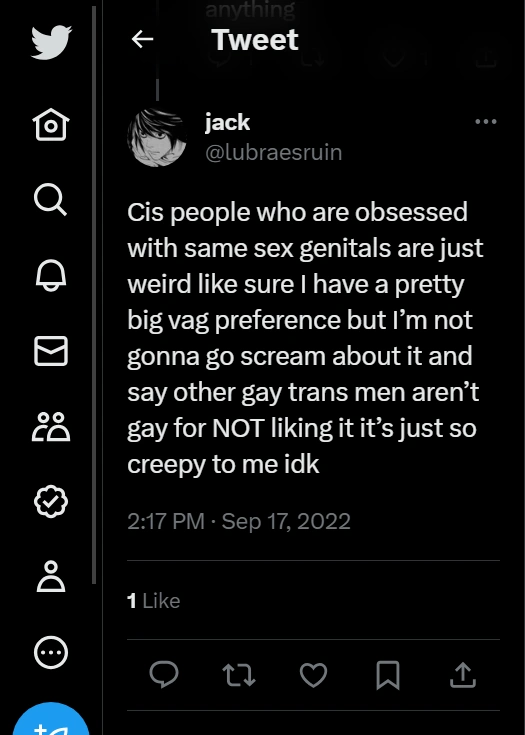 anything
Tweet
jack
@lubraesruin
Cis people who are obsessed
with same sex genitals are just
weird like sure I have a pretty
big vag preference but I’m not
gonna go scream about it and
say other gay trans men aren’t
gay for NOT liking it it’s just so
creepy to me idk
2:17 PM · Sep 17, 2022
1 Like